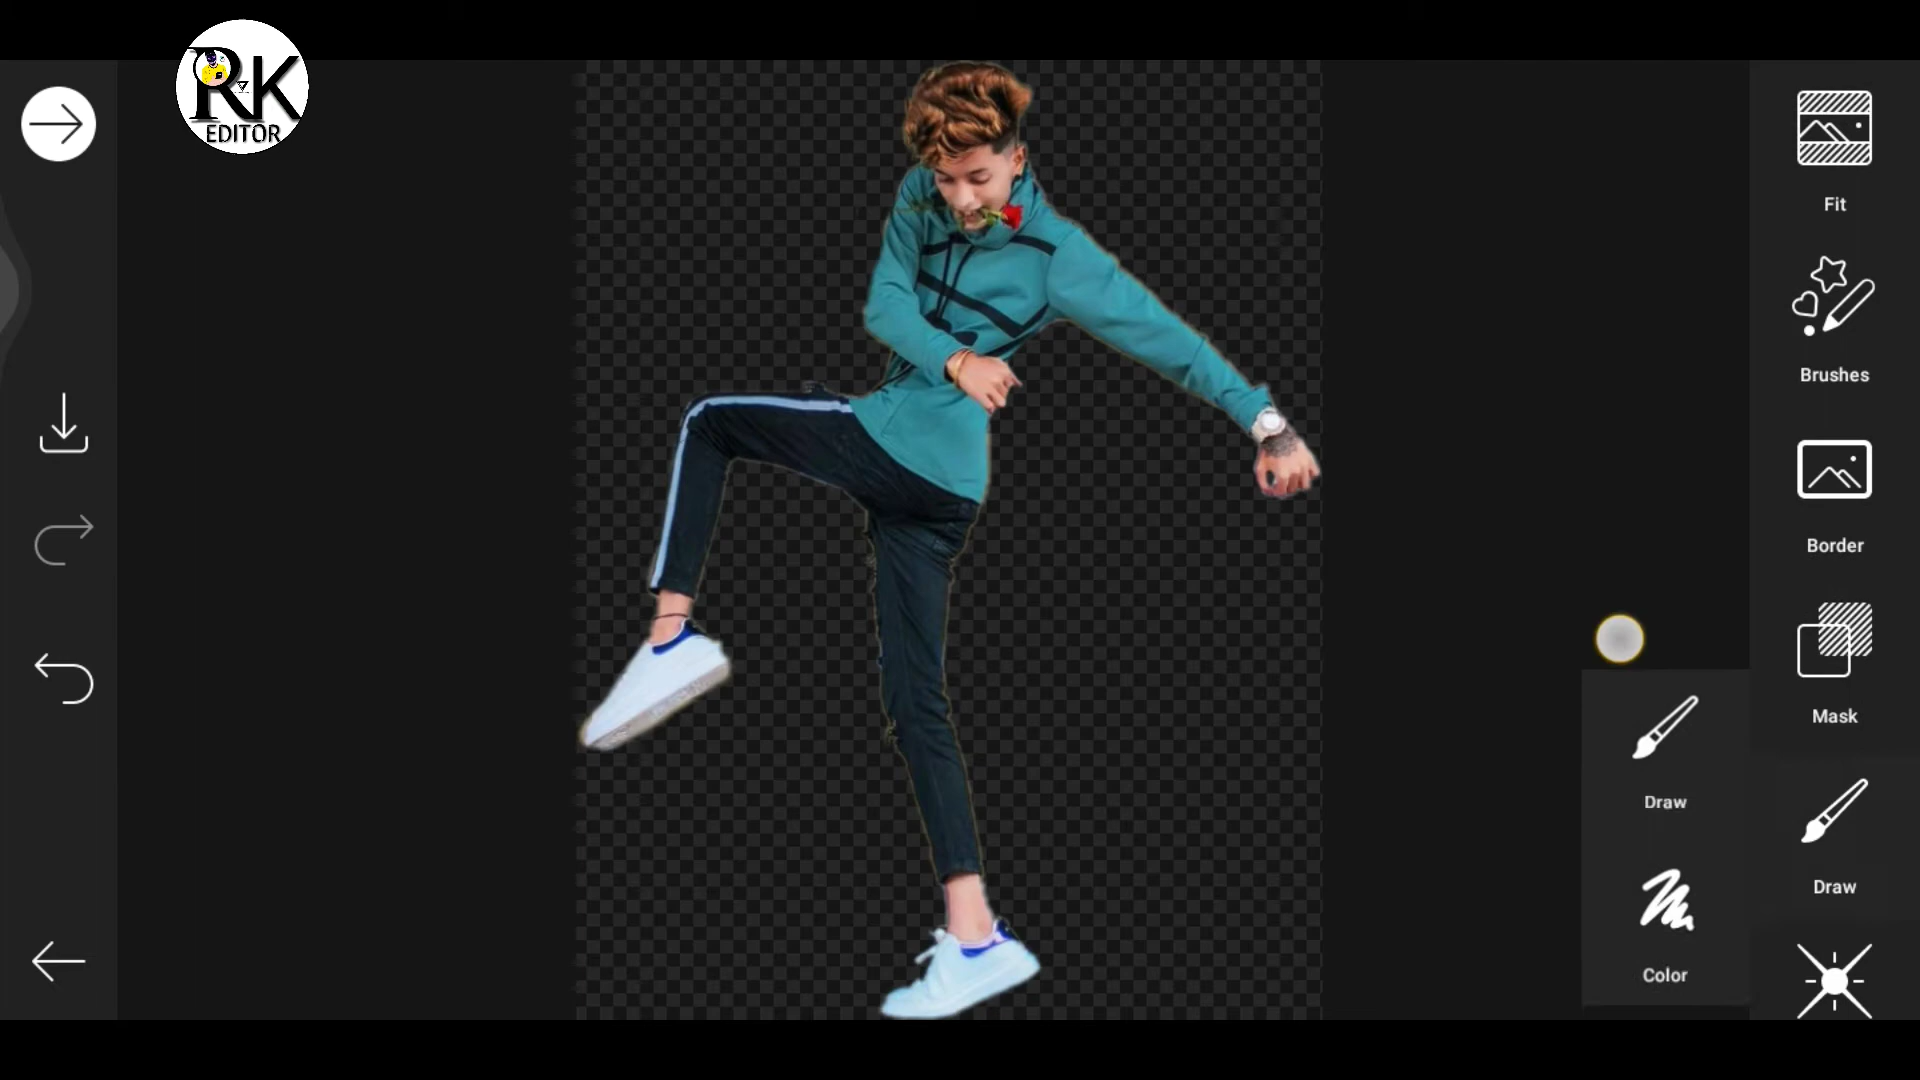 RK
EDITOR
Fit
Brushes
Border
Mask
Draw
Draw
Color